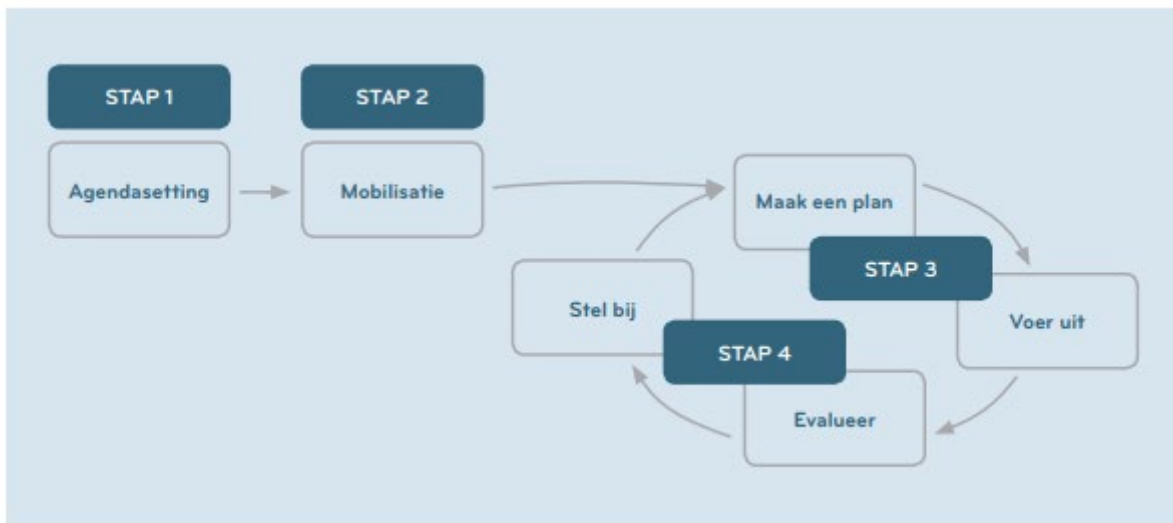 STAP 1
Agendasetting
STAP 2
Mobilisatie
Maak een plan
STAP 3
Voer uit
Stel bij
STAP 4
Evalueer